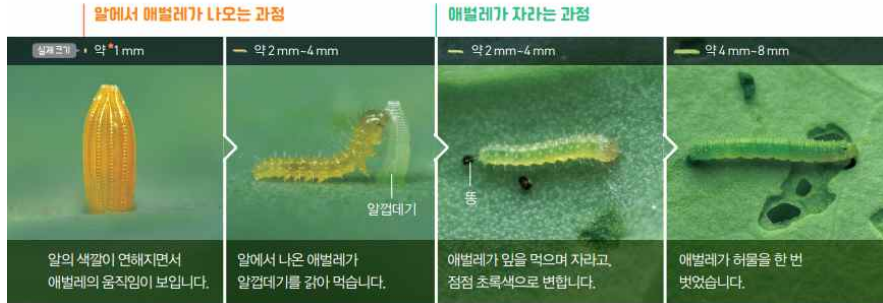 알에서 애벌레가 나오는 과정
애벌레가 자라는 과정
실제 크기 약 *1 mm
약 2 mm~4 mm
약 2 mm~4 mm
약 4 mm~8 mm
알껍데기
똥
알의 색깔이 연해지면서
애벌레의 움직임이 보입니다.
알에서 나온 애벌레가
알껍데기를 갉아 먹습니다.
애벌레가 잎을 먹으며 자라고,
점점 초록색으로 변합니다.
애벌레가 허물을 한 번
벗었습니다.